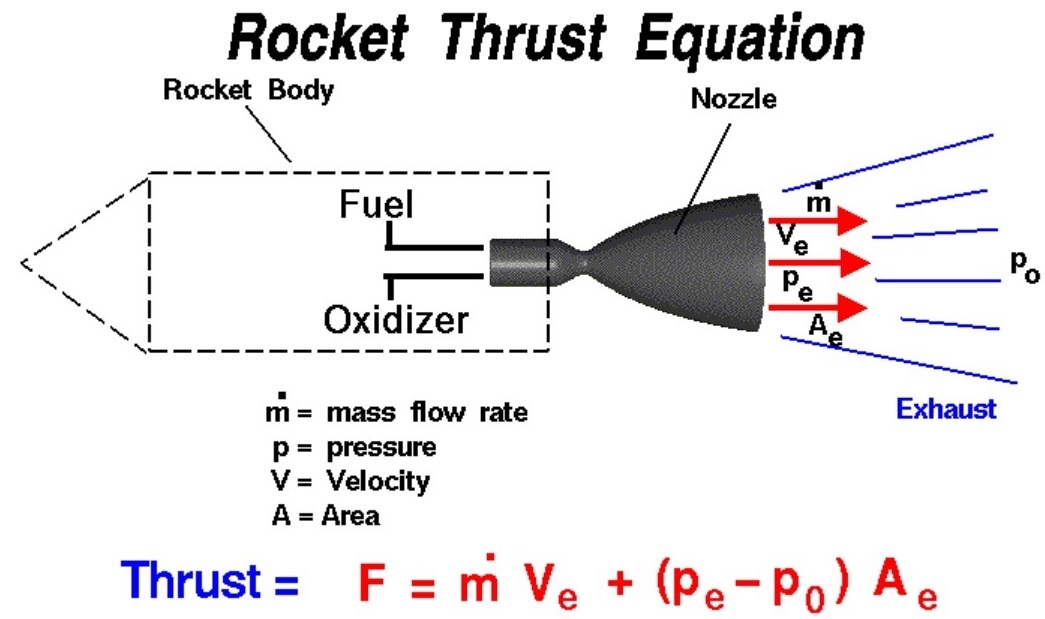 Rocket Thrust Equation
Rocket Body
Nozzle
Fuel
Oxidizer
ṁ
Vₑ
pₑ
Aₑ
pₒ
Exhaust
ṁ = mass flow rate
p = pressure
V = Velocity
A = Area
Thrust = F = ṁ Vₑ + (pₑ – p₀) Aₑ